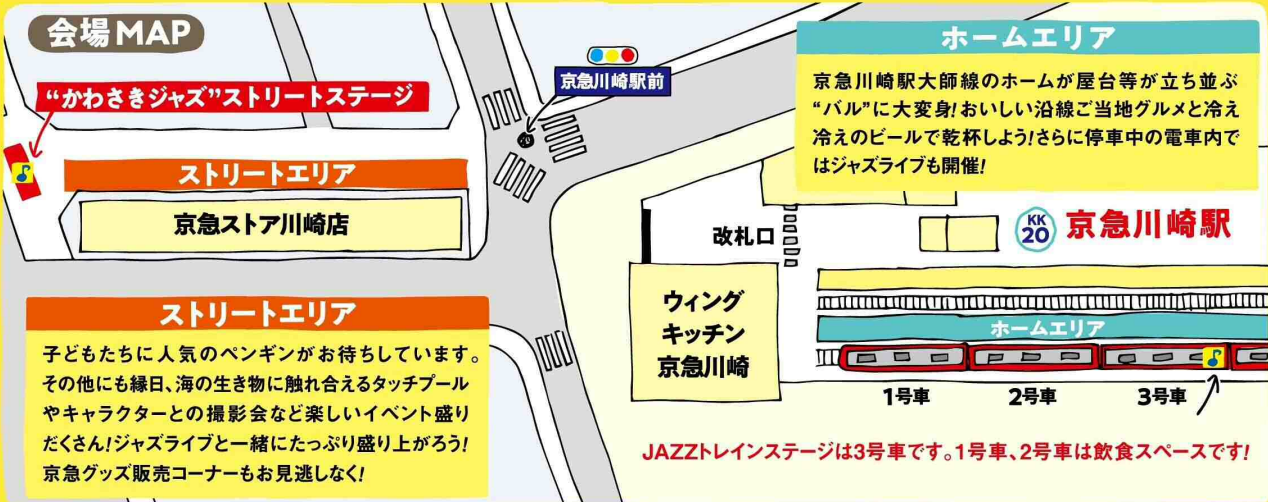 会場MAP
“かわさきジャズ”ストリートステージ
ストリートエリア
京急ストア川崎店
京急川崎駅前
ストリートエリア
子どもたちに人気のペンギンがお待ちしています。
その他にも縁日、海の生き物に触れ合えるタッチプール
やキャラクターとの撮影会など楽しいイベント盛り
だくさん!ジャズライブと一緒にたっぷり盛り上がろう!
京急グッズ販売コーナーもお見逃しなく!
ホームエリア
京急川崎駅大師線のホームが屋台等が立ち並ぶ
“バル”に大変身!おいしい沿線ご当地グルメと冷え
冷えのビールで乾杯しよう!さらに停車中の電車内で
はジャズライブも開催!
改札口
KK
20
京急川崎駅
ウィング
キッチン
京急川崎
ホームエリア
1号車
2号車
3号車
JAZZトレインステージは3号車です。1号車、2号車は飲食スペースです!